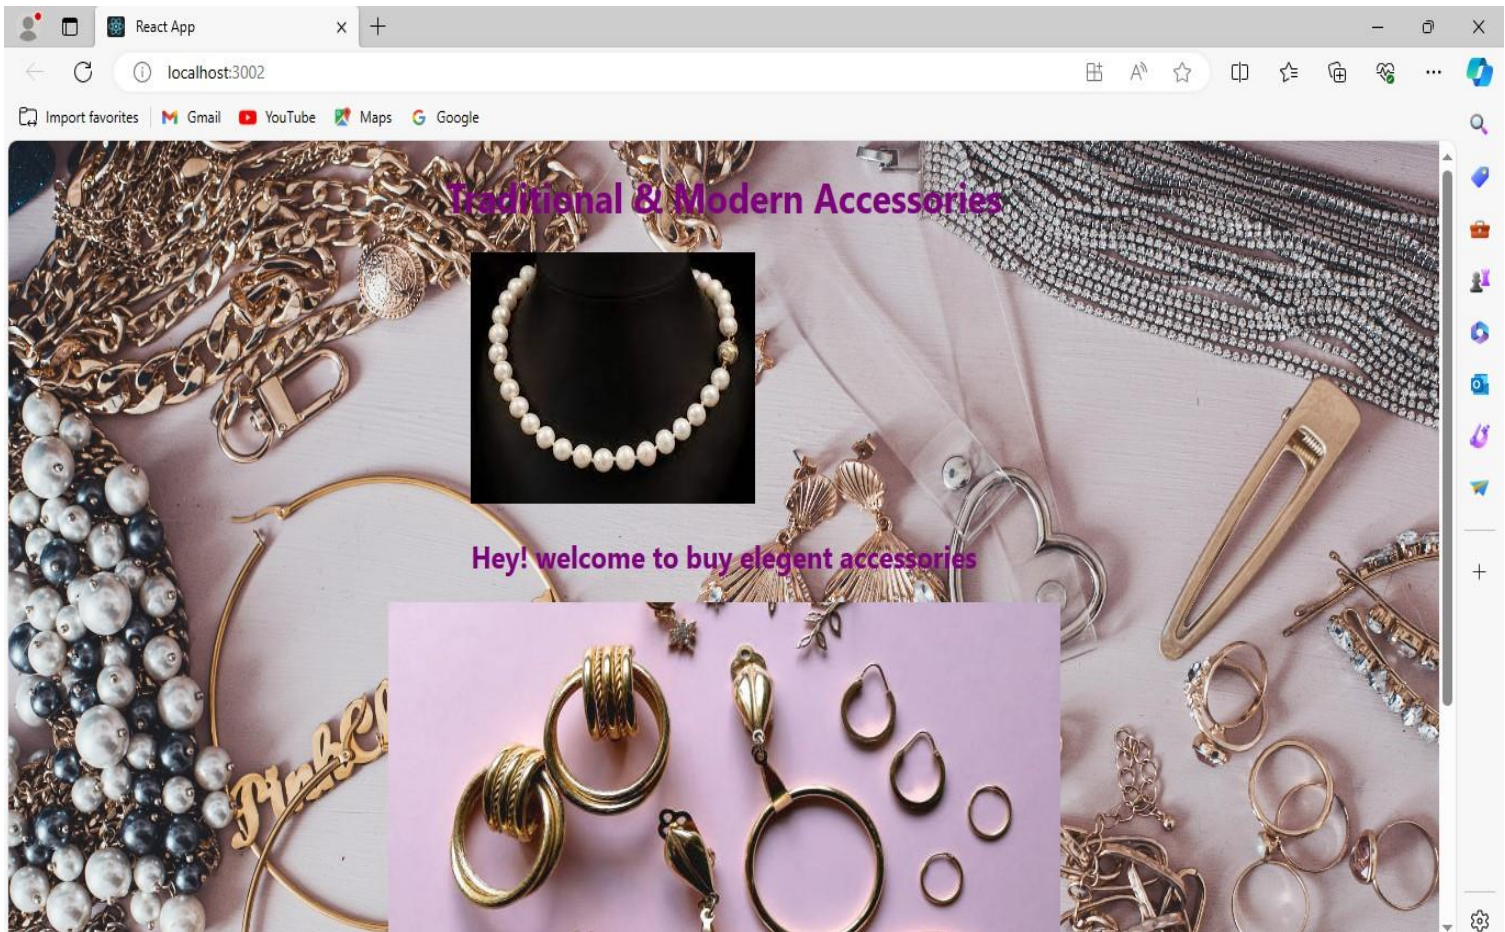 React App
localhost:3002
Import favorites
Gmail
YouTube
Maps
Google
Traditional & Modern Accessories
Hey! welcome to buy elegent accessories